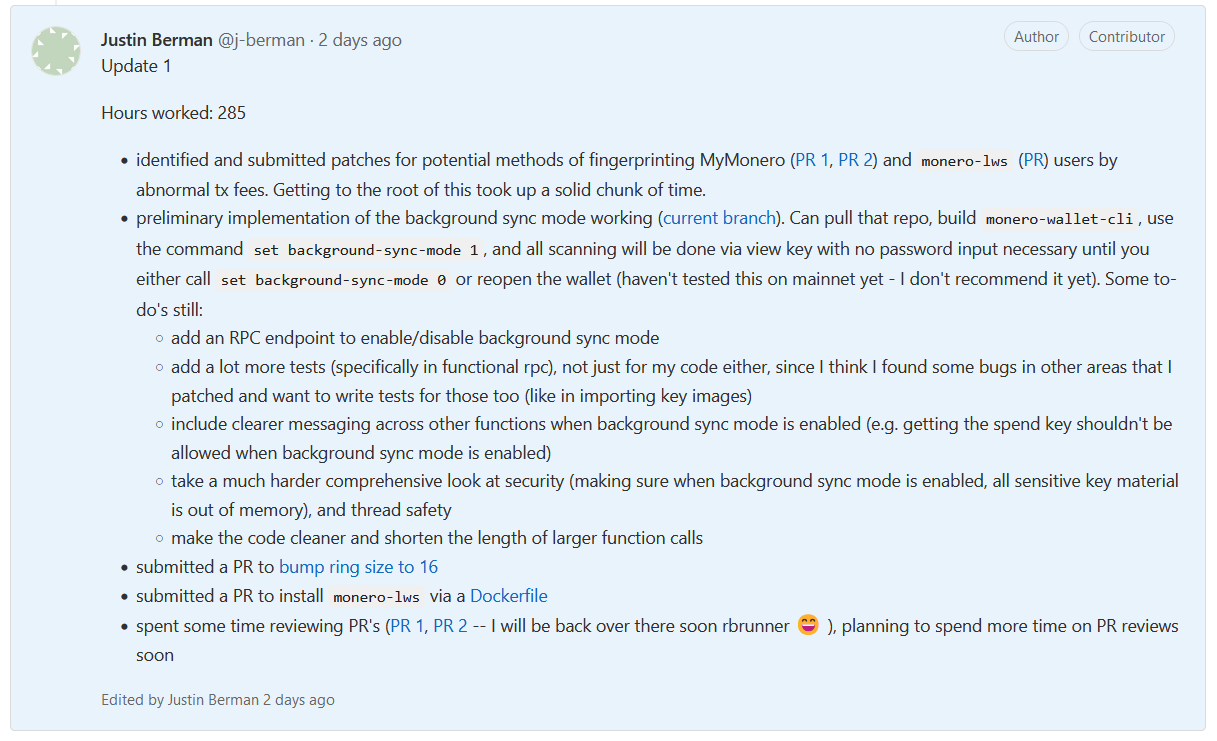 Justin Berman @j-berman · 2 days ago
Author
Contributor
Update 1
Hours worked: 285
• identified and submitted patches for potential methods of fingerprinting MyMonero (PR 1, PR 2) and monero-lws (PR) users by
abnormal tx fees. Getting to the root of this took up a solid chunk of time.
• preliminary implementation of the background sync mode working (current branch). Can pull that repo, build monero-wallet-cli , use
the command set background-sync-mode 1 , and all scanning will be done via view key with no password input necessary until you
either call set background-sync-mode 0 or reopen the wallet (haven't tested this on mainnet yet - I don't recommend it yet). Some to-
do's still:
◦ add an RPC endpoint to enable/disable background sync mode
◦ add a lot more tests (specifically in functional rpc), not just for my code either, since I think I found some bugs in other areas that I
patched and want to write tests for those too (like in importing key images)
◦ include clearer messaging across other functions when background sync mode is enabled (e.g. getting the spend key shouldn't be
allowed when background sync mode is enabled)
◦ take a much harder comprehensive look at security (making sure when background sync mode is enabled, all sensitive key material
is out of memory), and thread safety
◦ make the code cleaner and shorten the length of larger function calls
• submitted a PR to bump ring size to 16
• submitted a PR to install monero-lws via a Dockerfile
• spent some time reviewing PR's (PR 1, PR 2 -- I will be back over there soon rbrunner 😄 ), planning to spend more time on PR reviews
soon
Edited by Justin Berman 2 days ago